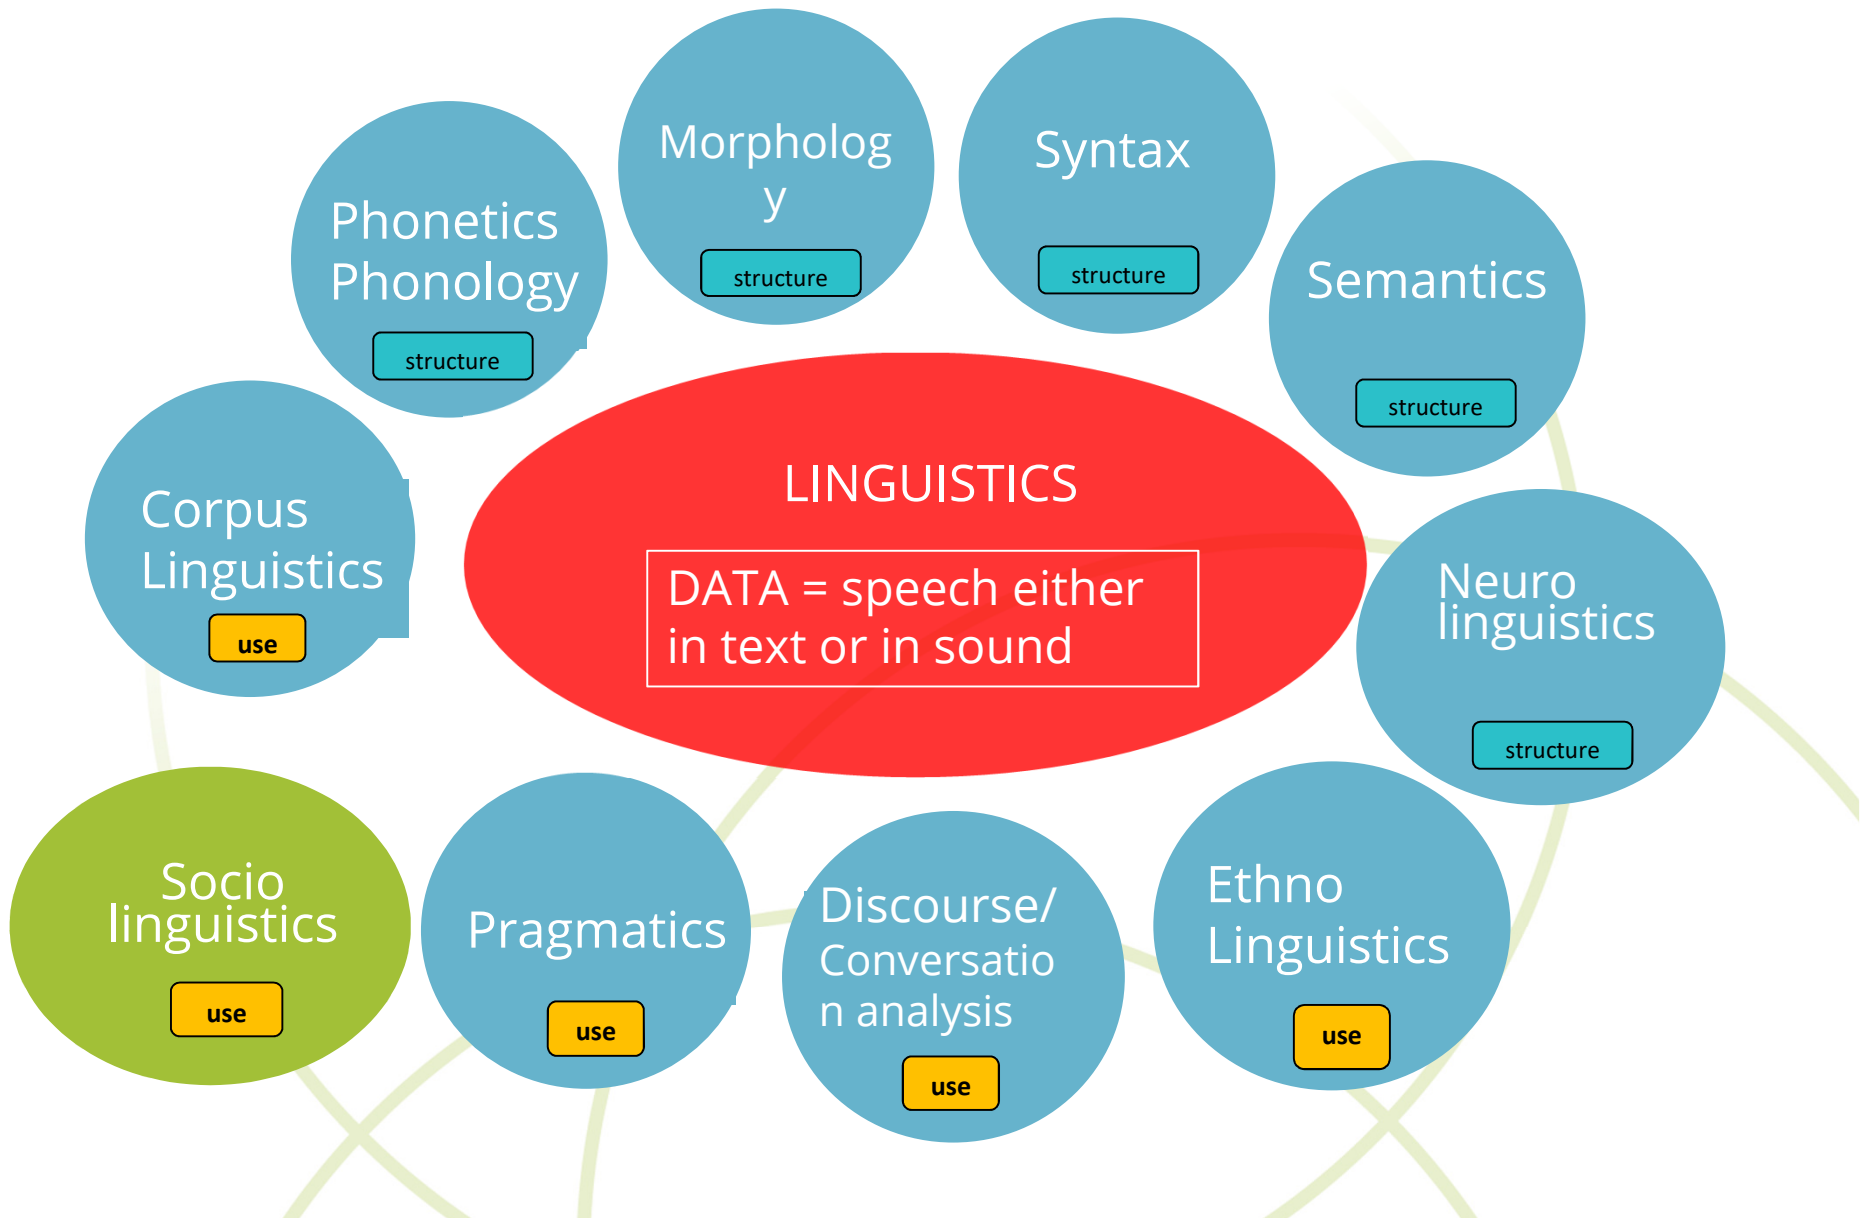 Morpholog
y
structure
Syntax
structure
Phonetics
Phonology
structure
Semantics
structure
Corpus
Linguistics
use
LINGUISTICS
DATA = speech either
in text or in sound
Neuro
linguistics
structure
Socio
linguistics
use
Pragmatics
use
Discourse/
Conversatio
n analysis
use
Ethno
Linguistics
use